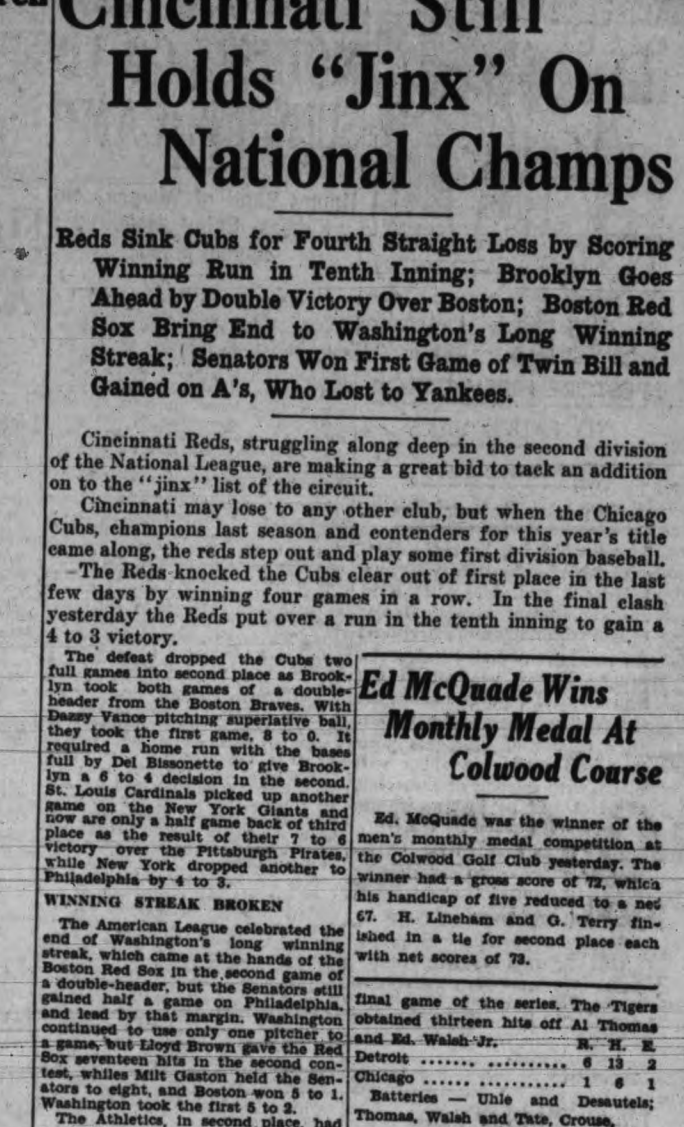 Cincinnati Still
Holds "Jinx" On
National Champs
Reds Sink Cubs for Fourth Straight Loss by Scoring
Winning Run in Tenth Inning; Brooklyn Goes
Ahead by Double Victory Over Boston; Boston Red
Sox Bring End to Washington's Long Winning
Streak; Senators Won First Game of Twin Bill and
Gained on A's, Who Lost to Yankees.
Cincinnati Reds, struggling along deep in the second division
of the National League, are making a great bid to tack an addition
on to the "jinx" list of the circuit.
Cincinnati may lose to any other club, but when the Chicago
Cubs, champions last season and contenders for this year's title
came along, the reds step out and play some first division baseball.
The Reds knocked the Cubs clear out of first place in the last
few days by winning four games in a row. In the final clash
yesterday the Reds put over a run in the tenth inning to gain a
4 to 3 victory.
The defeat dropped the Cubs two
full games into second place as Brook-
lyn took both games of a double-
header from the Boston Braves. With
Dazzy Vance pitching superlative ball,
they took the first game, 8 to 0. It
required a home run with the bases
full by Del Bissonette to give Brook-
lyn a 6 to 4 decision in the second.
St. Louis Cardinals picked up another
game on the New York Giants and
now are only a half game back of third
place as the result of their 7 to 6
victory over the Pittsburgh Pirates,
while New York dropped another to
Philadelphia by 4 to 3.
WINNING STREAK BROKEN
The American League celebrated the
end of Washington's long winning
streak, which came at the hands of the
Boston Red Sox in the second game of
a double-header, but the Senators still
gained half a game on Philadelphia,
and lead by that margin. Washington
continued to use only one pitcher to
a game, but Lloyd Brown gave the Red
Sox seventeen hits in the second con-
test, whiles Milt Gaston held the Sen-
ators to eight, and Boston won 5 to 1.
Washington took the first 5 to 2.
The Athletics, in second place, had
Ed McQuade Wins
Monthly Medal At
Colwood Course
Ed. McQuade was the winner of the
men's monthly medal competition at
the Colwood Golf Club yesterday. The
winner had a gross score of 72, which
his handicap of five reduced to a net
67. H. Lineham and G. Terry fin-
ished in a tie for second place each
with net scores of 73.
final game of the series. The Tigers
obtained thirteen hits off Al Thomas
and Ed. Walsh Jr. R. H. E.
Detroit ...... .......... 6 13 2
Chicago ...... .......... 1 6 1
Batteries — Uhle and Desautels;
Thomas, Walsh and Tate, Crouse.